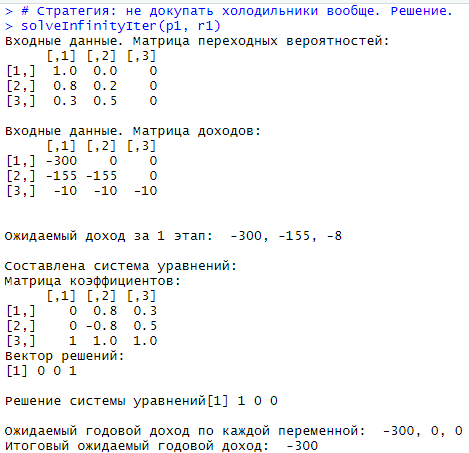 > # Стратегия: не докупать холодильники вообще. Решение.
> solveInfinityIter(p1, r1)
Входные данные. Матрица переходных вероятностей:
     [,1] [,2] [,3]
[1,]  1.0  0.0    0
[2,]  0.8  0.2    0
[3,]  0.3  0.5    0
Входные данные. Матрица доходов:
     [,1] [,2] [,3]
[1,] -300    0    0
[2,] -155 -155    0
[3,]  -10  -10  -10
Ожидаемый доход за 1 этап:  -300, -155, -8
Составлена система уравнений:
Матрица коэффициентов:
     [,1] [,2] [,3]
[1,]    0  0.8  0.3
[2,]    0 -0.8  0.5
[3,]    1  1.0  1.0
Вектор решений:
[1] 0 0 1
Решение системы уравнений[1] 1 0 0
Ожидаемый годовой доход по каждой переменной:  -300, 0, 0
Итоговый ожидаемый годовой доход:  -300